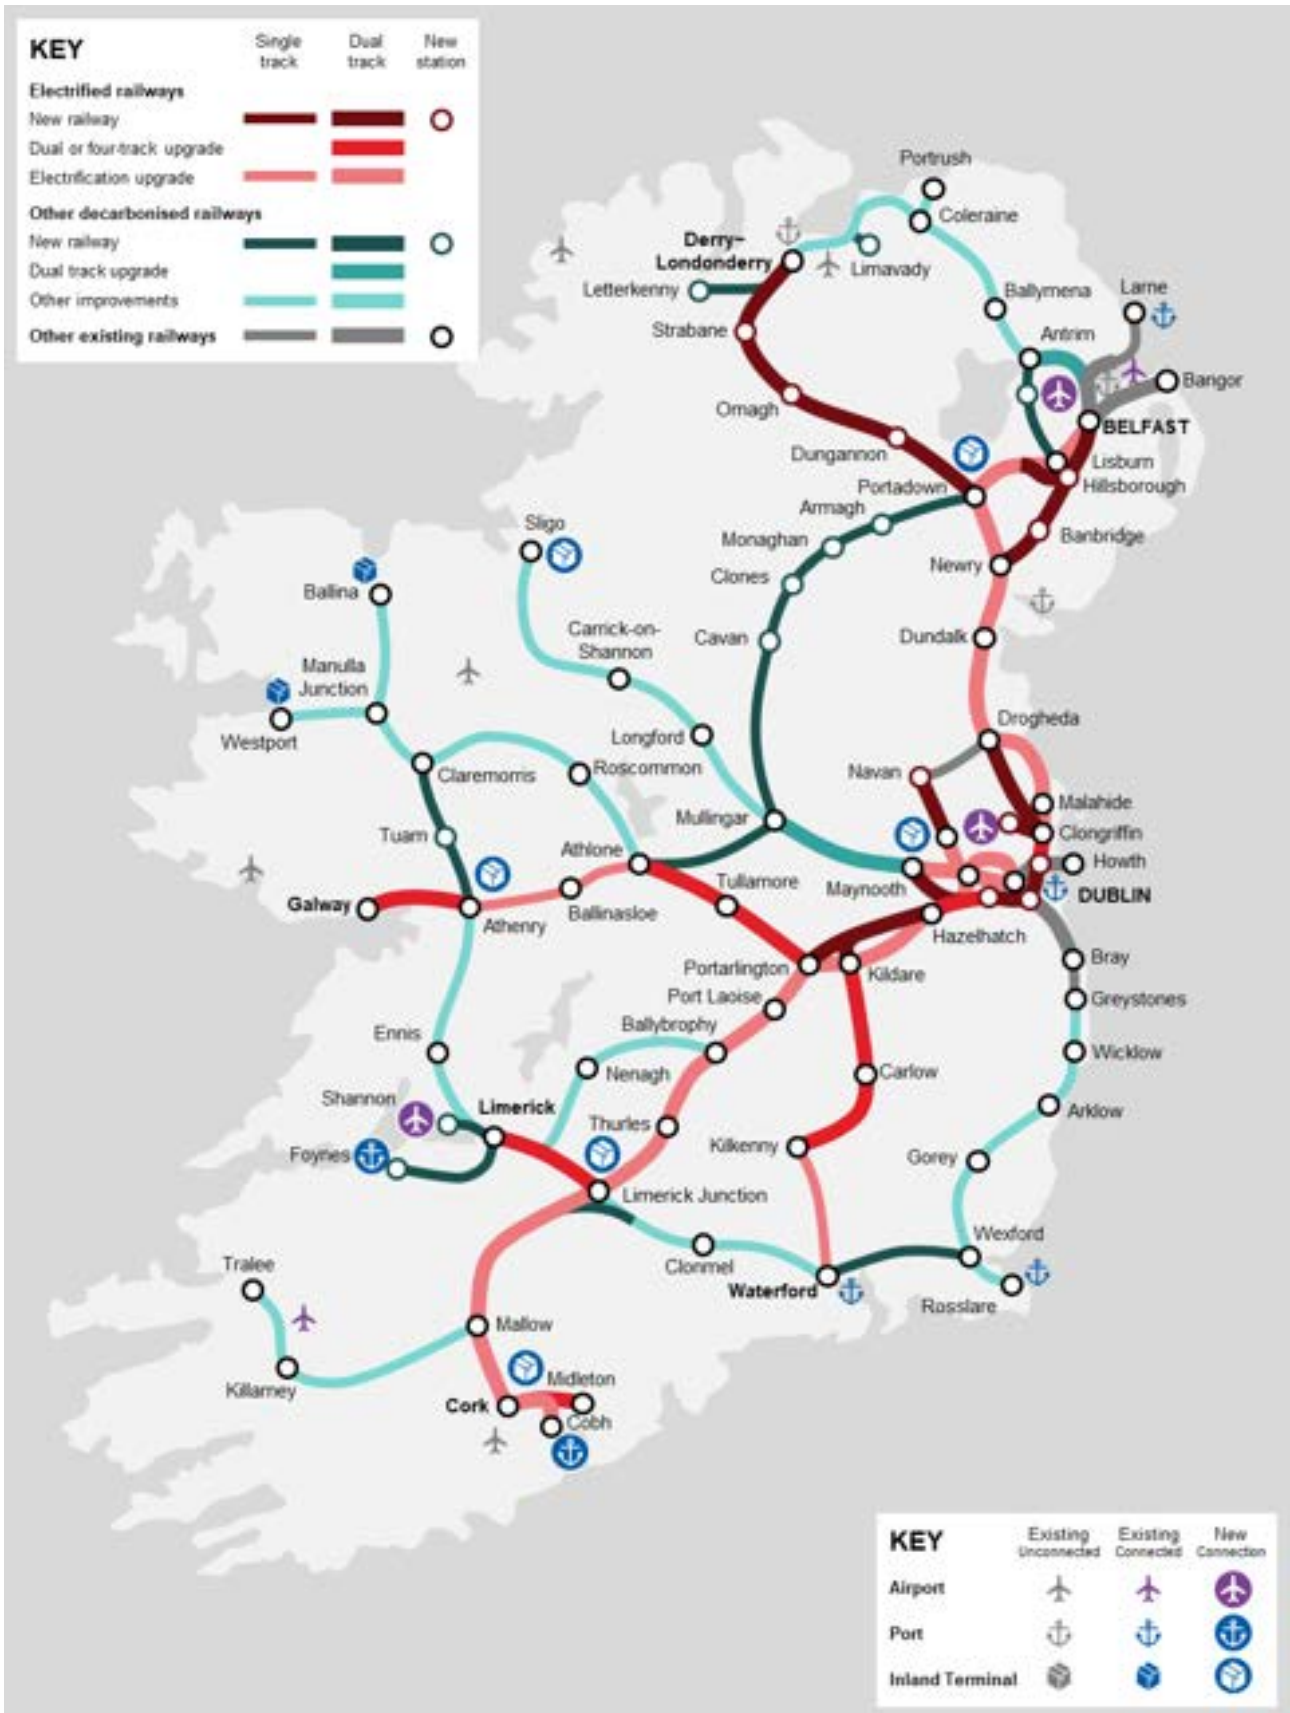 KEY
Single track
Dual track
New station
Electrified railways
New railway
Dual or four-track upgrade
Electrification upgrade
Other decarbonised railways
New railway
Dual track upgrade
Other improvements
Other existing railways
Portrush
Coleraine
Derry~
Londonderry
Limavady
Letterkenny
Ballymena
Larne
Strabane
Antrim
Bangor
Omagh
BELFAST
Dungannon
Lisburn
Portadown
Hillsborough
Armagh
Sligo
Monaghan
Banbridge
Newry
Clones
Ballina
Carrick-on-
Shannon
Cavan
Dundalk
Manulla
Junction
Drogheda
Westport
Longford
Claremorris
Roscommon
Navan
Malahide
Mullingar
Clongriffin
Tuam
Athlone
Howth
Tullamore
Maynooth
DUBLIN
Galway
Ballinasloe
Athenry
Hazelhatch
Bray
Portarlington
Kildare
Port Laoise
Greystones
Ballybrophy
Ennis
Wicklow
Nenagh
Carlow
Shannon
Limerick
Arklow
Thurles
Kilkenny
Foynes
Gorey
Limerick Junction
Wexford
Tralee
Clonmel
Waterford
Rosslare
Mallow
Midleton
Killarney
Cork
Cobh
KEY
Existing Unconnected
Existing Connected
New Connection
Airport
Port
Inland Terminal